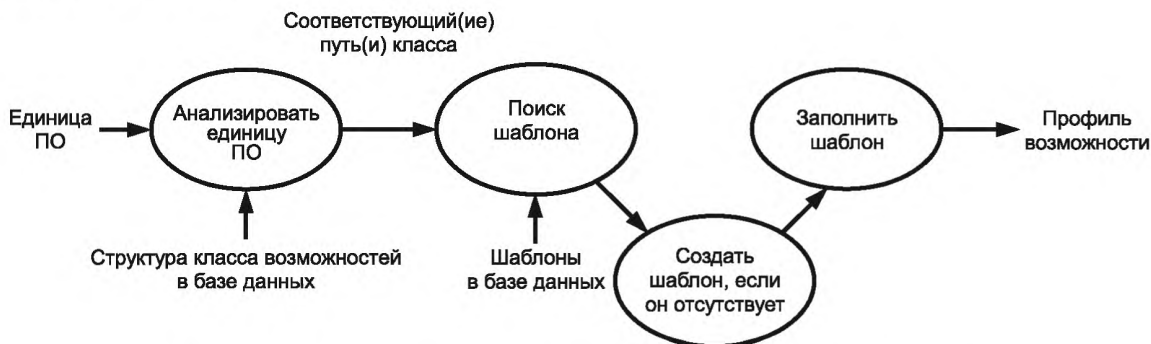 Соответствующий(ие)
путь(и) класса
Единица
ПО
Анализировать
единицу
ПО
Поиск
шаблона
Заполнить
шаблон
Профиль
возможности
Структура класса возможностей
в базе данных
Шаблоны
в базе данных
Создать
шаблон, если
он отсутствует